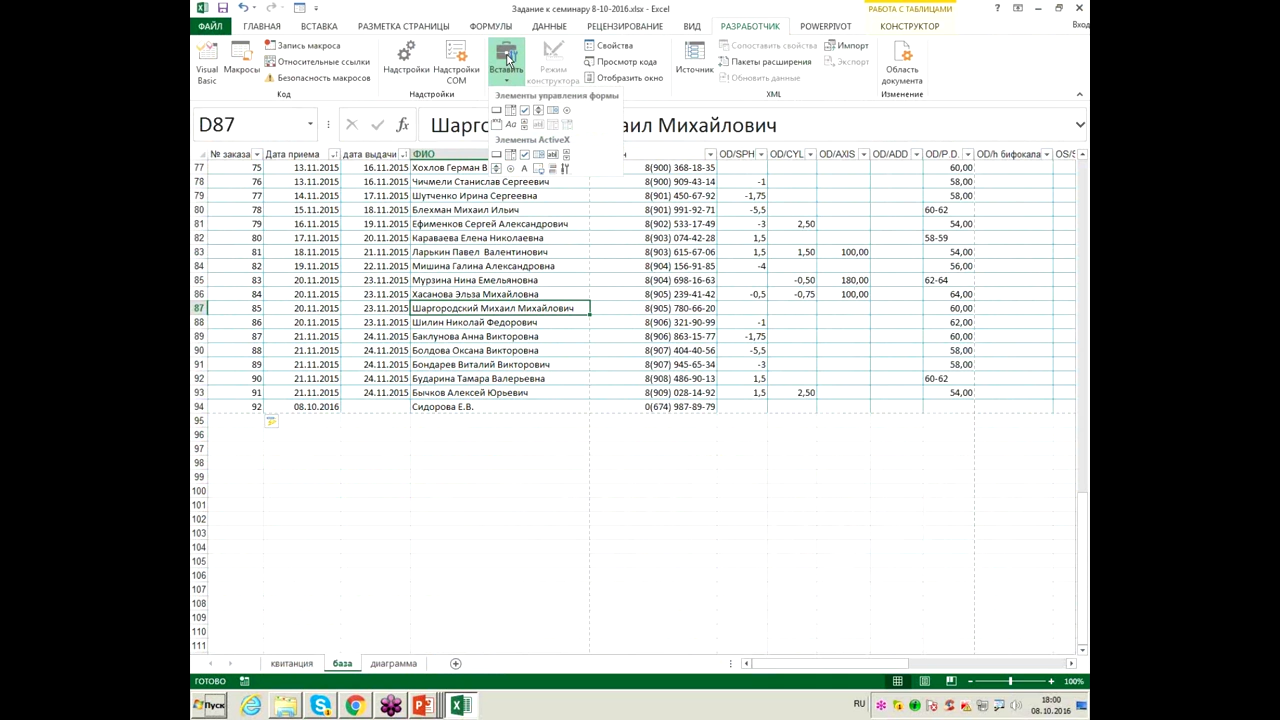 Задание к семинару 8-10-2016.xlsx - Excel
РАБОТА С ТАБЛИЦАМИ
Вход
ФАЙЛ ГЛАВНАЯ ВСТАВКА РАЗМЕТКА СТРАНИЦЫ ФОРМУЛЫ ДАННЫЕ РЕЦЕНЗИРОВАНИЕ ВИД РАЗРАБОТЧИК POWERPIVOT КОНСТРУКТОР
Visual Basic
Макросы
Запись макроса
Относительные ссылки
Безопасность макросов
Код
Надстройки
Надстройки COM
Надстройки
Вставить
Режим конструктора
Свойства
Просмотр кода
Отобразить окно
Источник
Сопоставить свойства
Пакеты расширения
Обновить данные
Импорт
Экспорт
XML
Область документа
Изменение
Элементы управления формы
Aa
Элементы ActiveX
A
D87 fx Шарг аил Михайлович
№ заказа Дата приема дата выдачи ФИО н OD/SPH OD/CYL OD/AXIS OD/ADD OD/P.D. OD/h бифокала OS/S
77 75 13.11.2015 16.11.2015 Хохлов Герман В 8(900) 368-18-35 60,00
78 76 13.11.2015 16.11.2015 Чичмели Станислав Сергеевич 8(900) 909-43-14 -1 58,00
79 77 14.11.2015 17.11.2015 Шутченко Ирина Сергеевна 8(901) 450-67-92 -1,75 58,00
80 78 15.11.2015 18.11.2015 Блехман Михаил Ильич 8(901) 991-92-71 -5,5 60-62
81 79 16.11.2015 19.11.2015 Ефименков Сергей Александрович 8(902) 533-17-49 -3 2,50 54,00
82 80 17.11.2015 20.11.2015 Караваева Елена Николаевна 8(903) 074-42-28 1,5 58-59
83 81 18.11.2015 21.11.2015 Ларькин Павел Валентинович 8(903) 615-67-06 1,5 1,50 100,00 54,00
84 82 19.11.2015 22.11.2015 Мишина Галина Александровна 8(904) 156-91-85 -4 56,00
85 83 20.11.2015 23.11.2015 Мурзина Нина Емельяновна 8(904) 698-16-63 -0,50 180,00 62-64
86 84 20.11.2015 23.11.2015 Хасанова Эльза Михайловна 8(905) 239-41-42 -0,5 -0,75 100,00 64,00
87 85 20.11.2015 23.11.2015 Шаргородский Михаил Михайлович 8(905) 780-66-20 60,00
88 86 20.11.2015 23.11.2015 Шилин Николай Федорович 8(906) 321-90-99 -1 62,00
89 87 21.11.2015 24.11.2015 Баклунова Анна Викторовна 8(906) 863-15-77 -1,75 60,00
90 88 21.11.2015 24.11.2015 Болдова Оксана Викторовна 8(907) 404-40-56 -5,5 58,00
91 89 21.11.2015 24.11.2015 Бондарев Виталий Викторович 8(907) 945-65-34 -3 58,00
92 90 21.11.2015 24.11.2015 Бударина Тамара Валерьевна 8(908) 486-90-13 1,5 60-62
93 91 21.11.2015 24.11.2015 Бычков Алексей Юрьевич 8(909) 028-14-92 1,5 2,50 54,00
94 92 08.10.2016 Сидорова Е.В. 0(674) 987-89-79
95
96
97
98
99
100
101
102
103
104
105
106
107
108
109
110
111
квитанция база диаграмма
ГОТОВО 100%
Пуск RU 18:00
08.10.2016